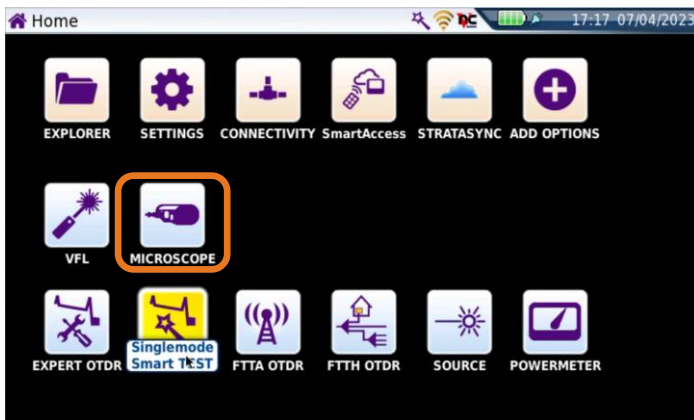 Home
17:17 07/04/2023
EXPLORER SETTINGS CONNECTIVITY SmartAccess STRATASYNC ADD OPTIONS
VFL MICROSCOPE
EXPERT OTDR Singlemode Smart TEST FTTA OTDR FTTH OTDR SOURCE POWERMETER